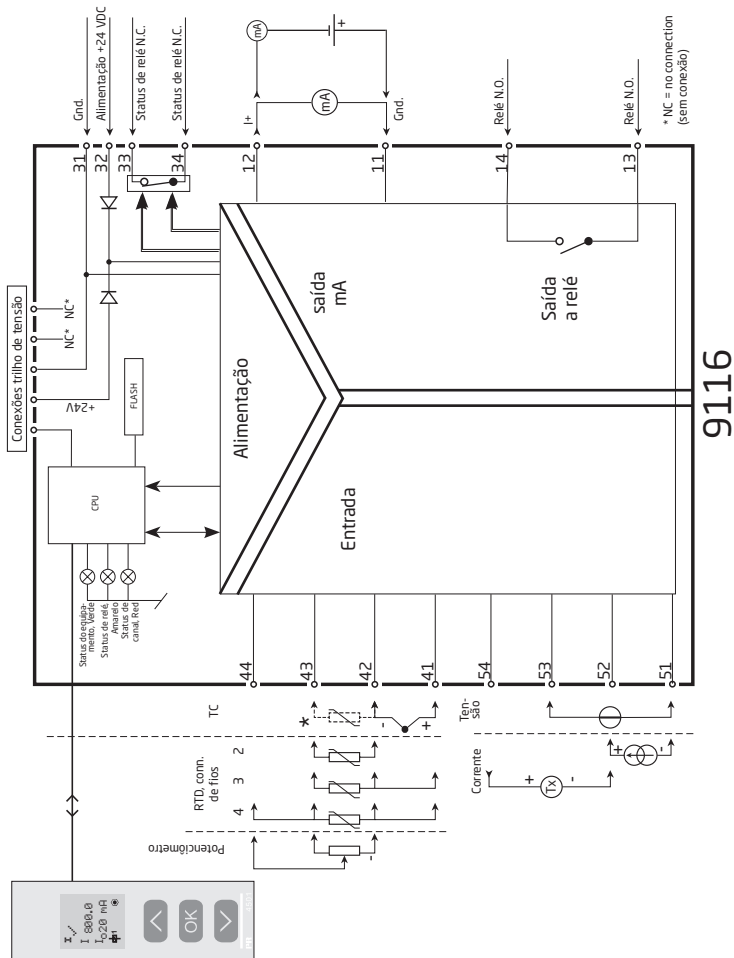 Conexões trilho de tensão
+24V
NC*
NC*
Gnd.
Alimentação +24 VDC
Status de relé N.C.
Status de relé N.C.
31
32
33
34
12
11
14
13
I+
mA
mA
+
Gnd.
Relé N.O.
Relé N.O.
* NC = no connection
(sem conexão)
FLASH
CPU
Status do equipa-
mento, Verde
Status de relé,
Amarelo
Status de
canal, Red
Alimentação
saída
mA
Saída
a relé
Entrada
44
43
42
41
54
53
52
51
TC
*
-
+
RTD, conn.
de fios
2
3
4
Potenciômetro
-
Ten-
são
Corrente
+
Tx
-
+
-
I 800.0
Io20 mA
OK
PR
4501
9116